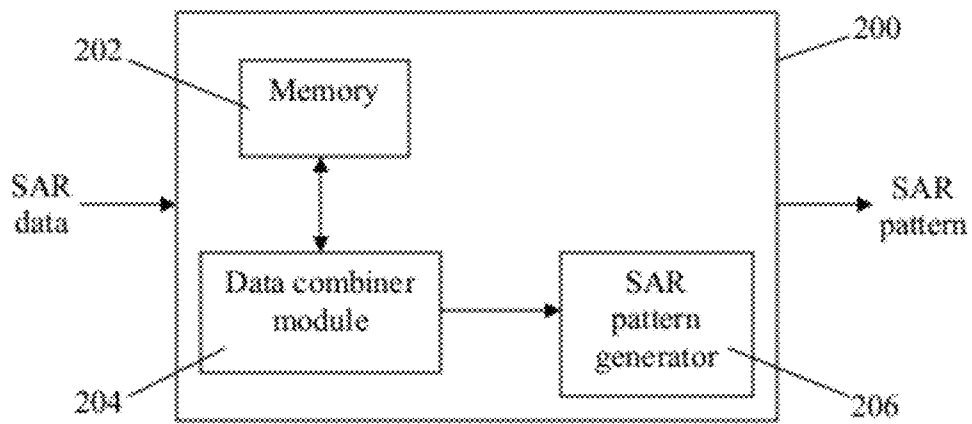 202
200
Memory
SAR
data
SAR
pattern
Data combiner
module
SAR
pattern
generator
204
206